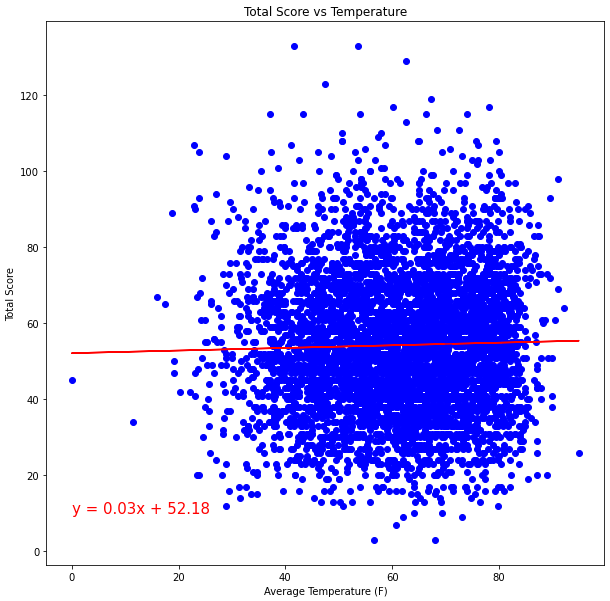 Total Score vs Temperature
120
100
80
60
40
20
0
Total Score
y = 0.03x + 52.18
0 20 40 60 80
Average Temperature (F)